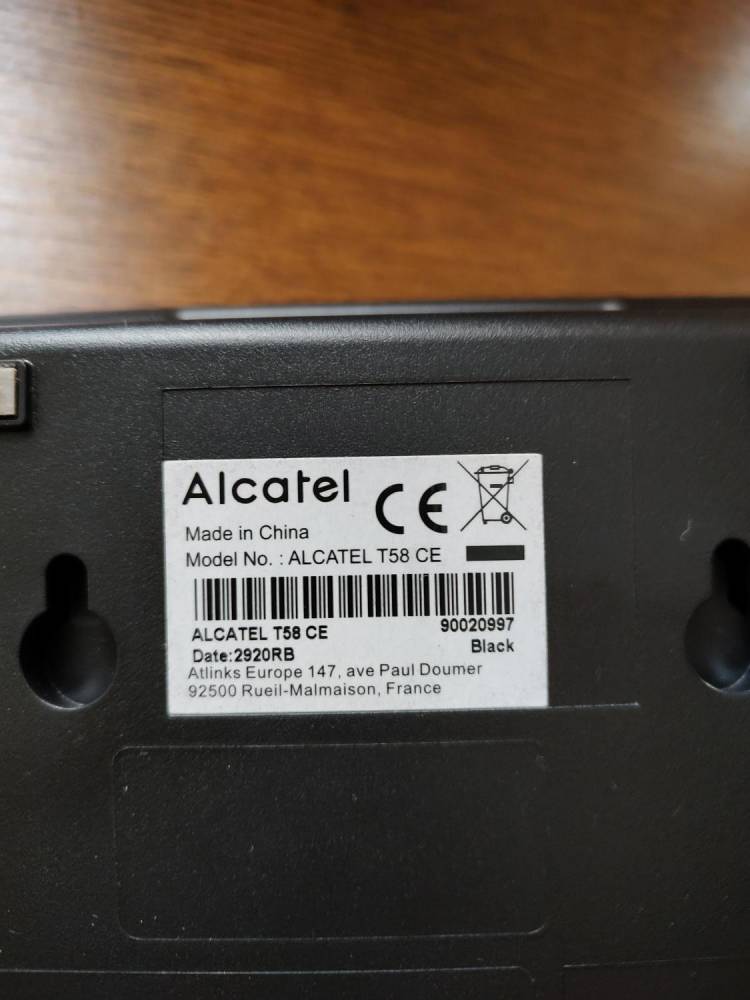 Alcatel
CE
Made in China
Model No. : ALCATEL T58 CE
ALCATEL T58 CE
90020997
Date:2920RB
Black
Atlinks Europe 147, ave Paul Doumer
92500 Rueil-Malmaison, France